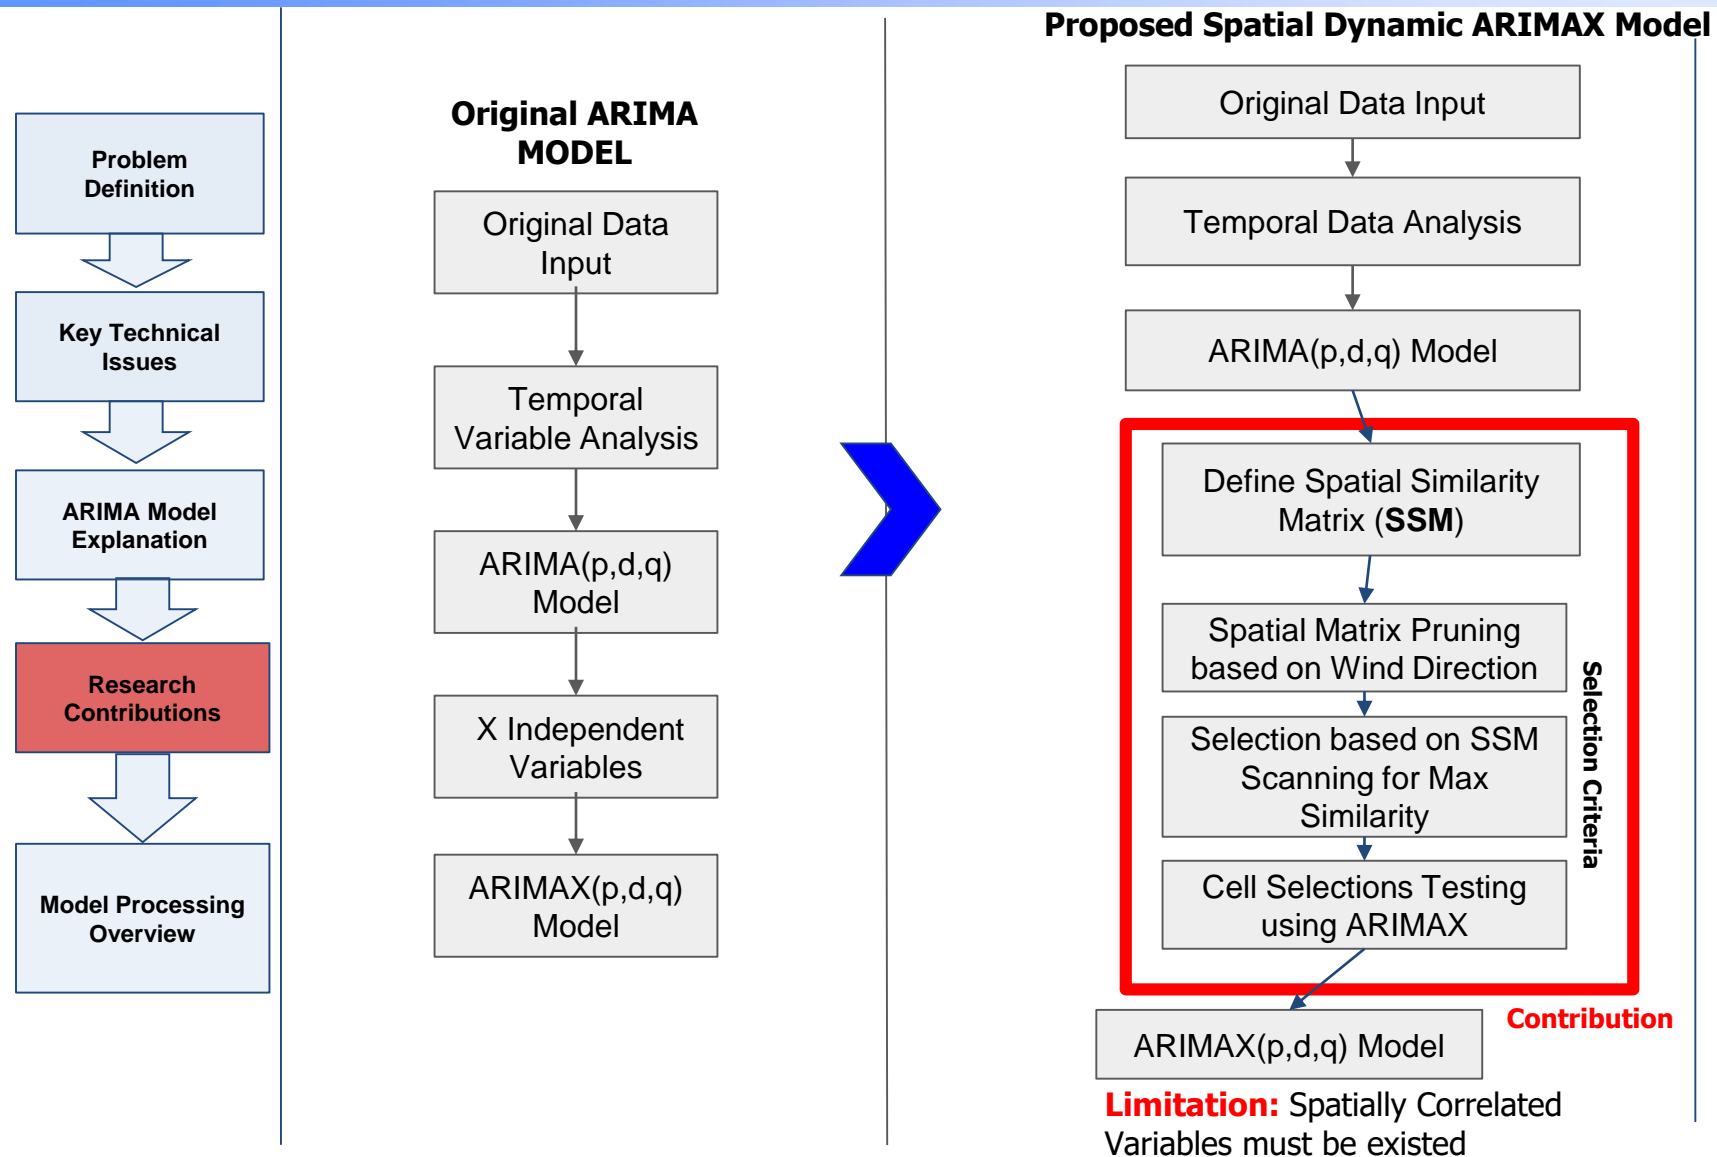 Problem
Definition
Key Technical
Issues
ARIMA Model
Explanation
Research
Contributions
Model Processing
Overview
Original ARIMA
MODEL
Original Data
Input
Temporal
Variable Analysis
ARIMA(p,d,q)
Model
X Independent
Variables
ARIMAX(p,d,q)
Model
Proposed Spatial Dynamic ARIMAX Model
Original Data Input
Temporal Data Analysis
ARIMA(p,d,q) Model
Define Spatial Similarity
Matrix (SSM)
Spatial Matrix Pruning
based on Wind Direction
Selection based on SSM
Scanning for Max
Similarity
Cell Selections Testing
using ARIMAX
Selection Criteria
Contribution
ARIMAX(p,d,q) Model
Limitation: Spatially Correlated
Variables must be existed